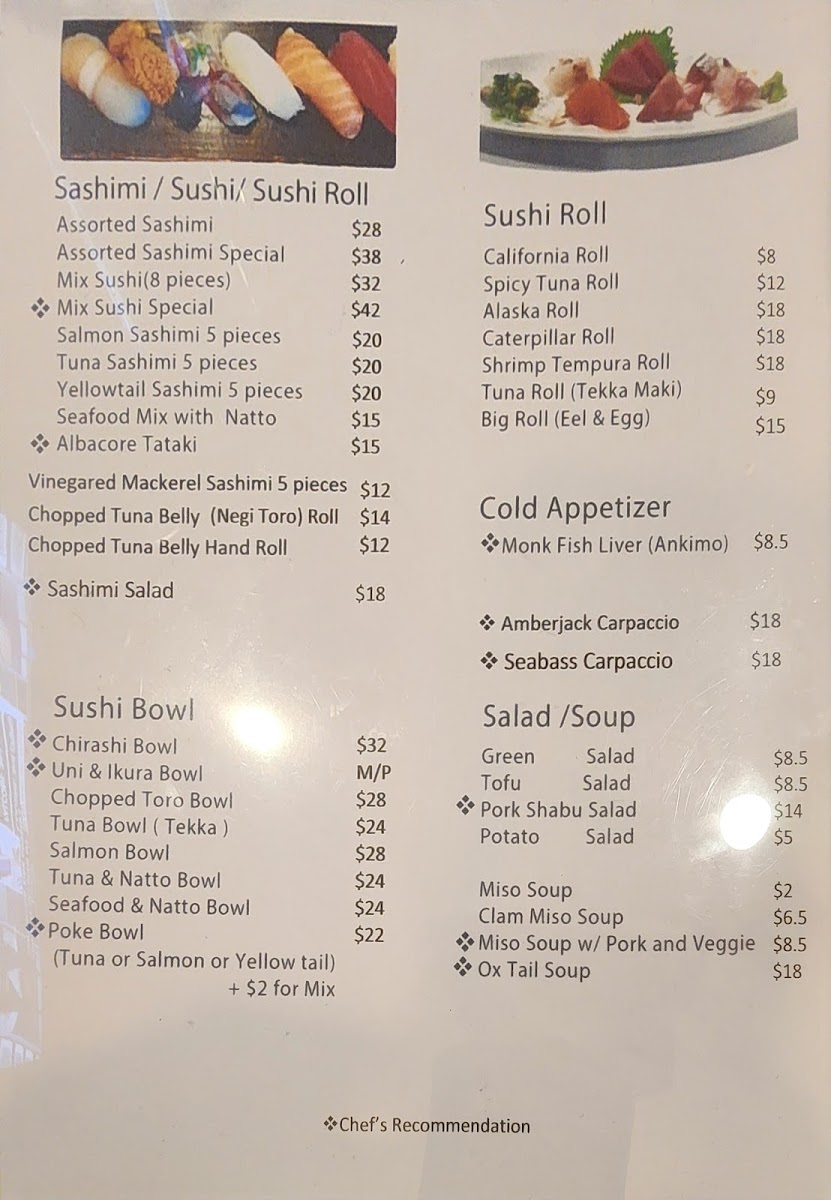 Sashimi / Sushi/ Sushi Roll
Assorted Sashimi $28
Assorted Sashimi Special $38
Mix Sushi(8 pieces) $32
❖ Mix Sushi Special $42
Salmon Sashimi 5 pieces $20
Tuna Sashimi 5 pieces $20
Yellowtail Sashimi 5 pieces $20
Seafood Mix with Natto $15
❖ Albacore Tataki $15
Vinegared Mackerel Sashimi 5 pieces $12
Chopped Tuna Belly (Negi Toro) Roll $14
Chopped Tuna Belly Hand Roll $12
❖ Sashimi Salad $18
Sushi Bowl
❖ Chirashi Bowl $32
❖ Uni & Ikura Bowl M/P
Chopped Toro Bowl $28
Tuna Bowl ( Tekka ) $24
Salmon Bowl $28
Tuna & Natto Bowl $24
Seafood & Natto Bowl $24
❖ Poke Bowl $22
(Tuna or Salmon or Yellow tail)
+ $2 for Mix
Sushi Roll
California Roll $8
Spicy Tuna Roll $12
Alaska Roll $18
Caterpillar Roll $18
Shrimp Tempura Roll $18
Tuna Roll (Tekka Maki) $9
Big Roll (Eel & Egg) $15
Cold Appetizer
❖Monk Fish Liver (Ankimo) $8.5
❖ Amberjack Carpaccio $18
❖ Seabass Carpaccio $18
Salad /Soup
Green Salad $8.5
Tofu Salad $8.5
❖ Pork Shabu Salad $14
Potato Salad $5
Miso Soup $2
Clam Miso Soup $6.5
❖ Miso Soup w/ Pork and Veggie $8.5
❖ Ox Tail Soup $18
❖Chef's Recommendation